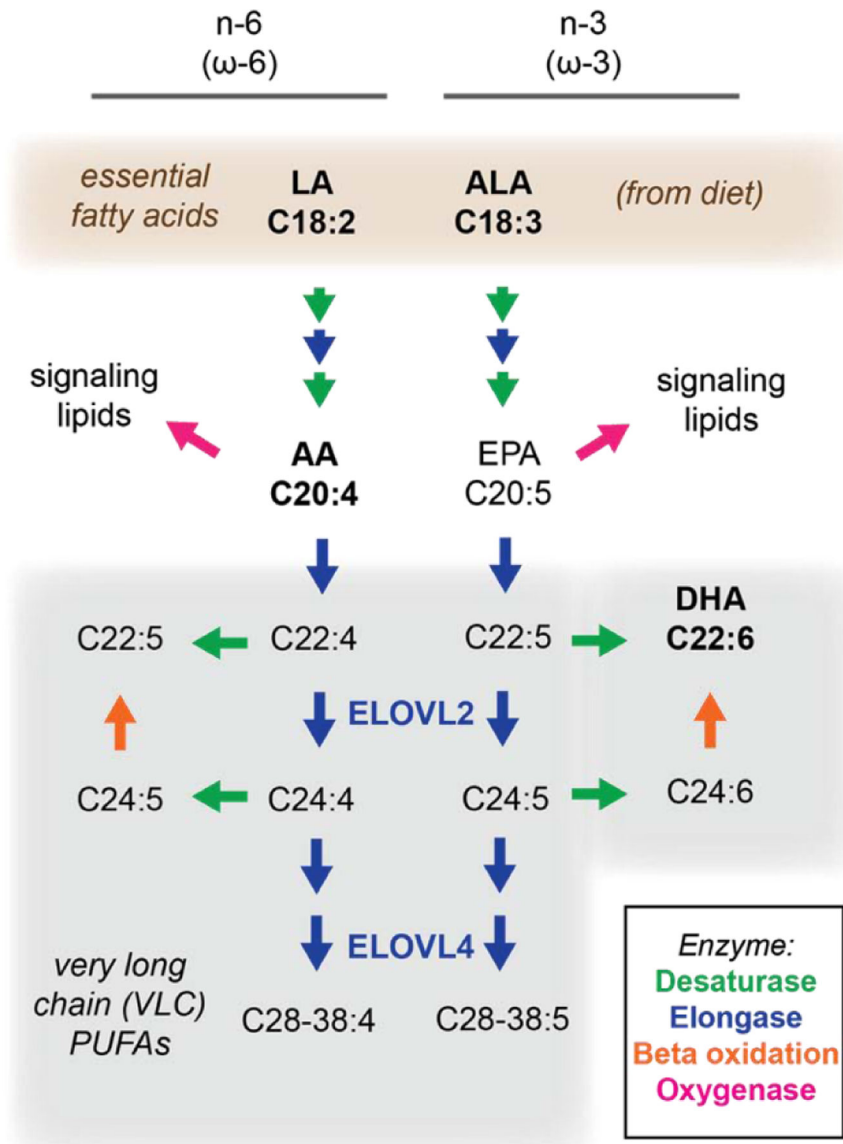 n-6
(ω-6)
n-3
(ω-3)
essential
fatty acids
LA
C18:2
ALA
C18:3
(from diet)
signaling
lipids
AA
C20:4
EPA
C20:5
signaling
lipids
DHA
C22:6
C22:5
C22:4
C22:5
ELOVL2
C24:5
C24:4
C24:5
C24:6
ELOVL4
very long
chain (VLC)
PUFAs
C28-38:4
C28-38:5
Enzyme:
Desaturase
Elongase
Beta oxidation
Oxygenase